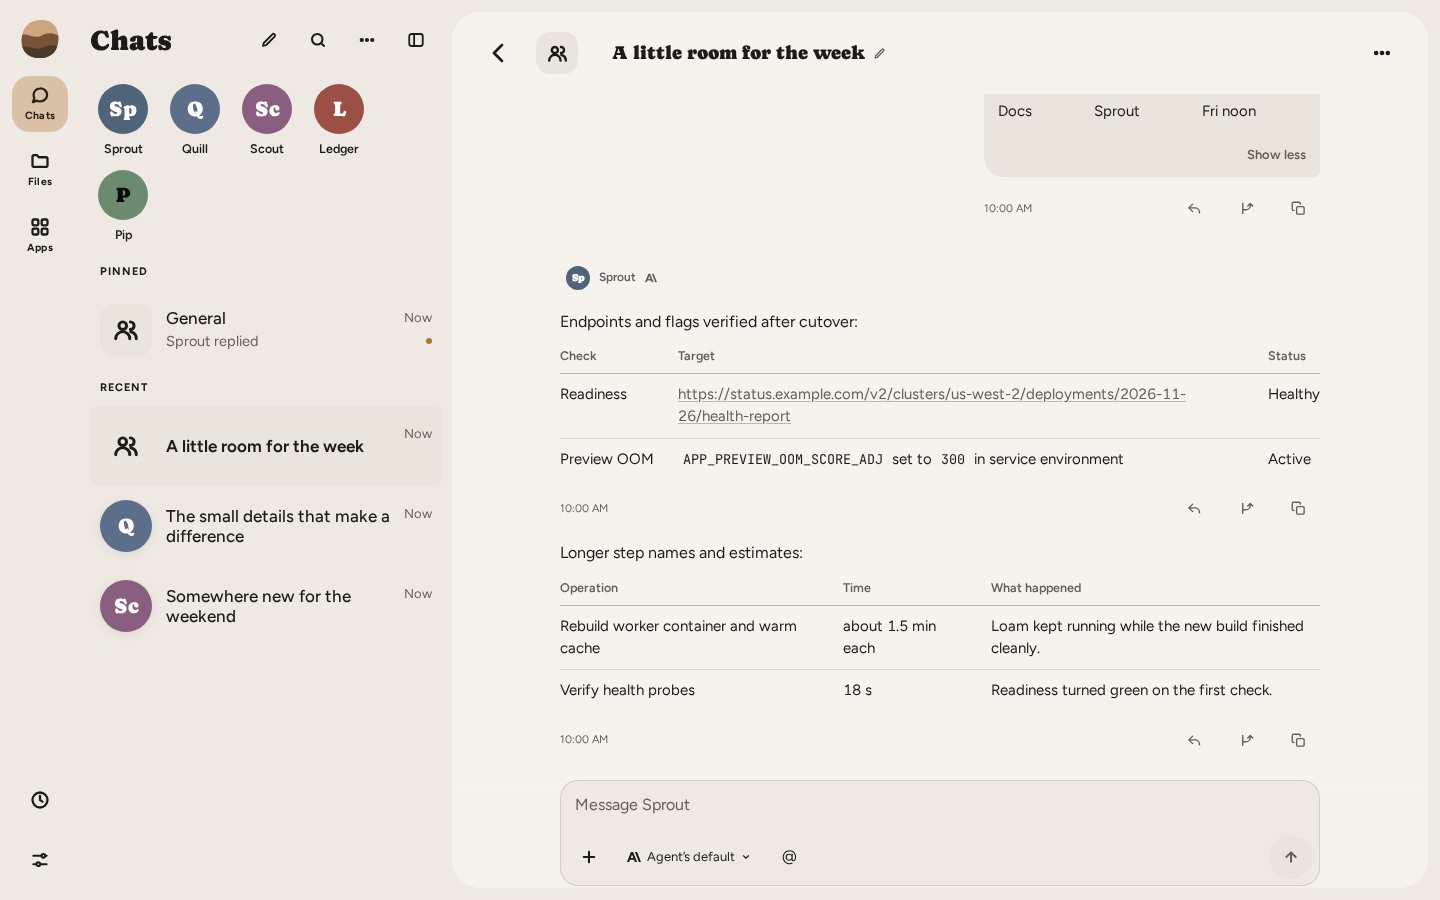 Chats
Chats
Files
Apps
Sp
Sprout
Q
Quill
Sc
Scout
L
Ledger
P
Pip
PINNED
General
Now
Sprout replied
RECENT
A little room for the week
Now
Q
The small details that make a
difference
Now
Sc
Somewhere new for the
weekend
Now
A little room for the week
Docs Sprout Fri noon
Show less
10:00 AM
Sp Sprout
Endpoints and flags verified after cutover:
Check Target Status
Readiness https://status.example.com/v2/clusters/us-west-2/deployments/2026-11- Healthy
26/health-report
Preview OOM APP_PREVIEW_OOM_SCORE_ADJ set to 300 in service environment Active
10:00 AM
Longer step names and estimates:
Operation Time What happened
Rebuild worker container and warm about 1.5 min Loam kept running while the new build finished
cache each cleanly.
Verify health probes 18 s Readiness turned green on the first check.
10:00 AM
Message Sprout
Agent's default @